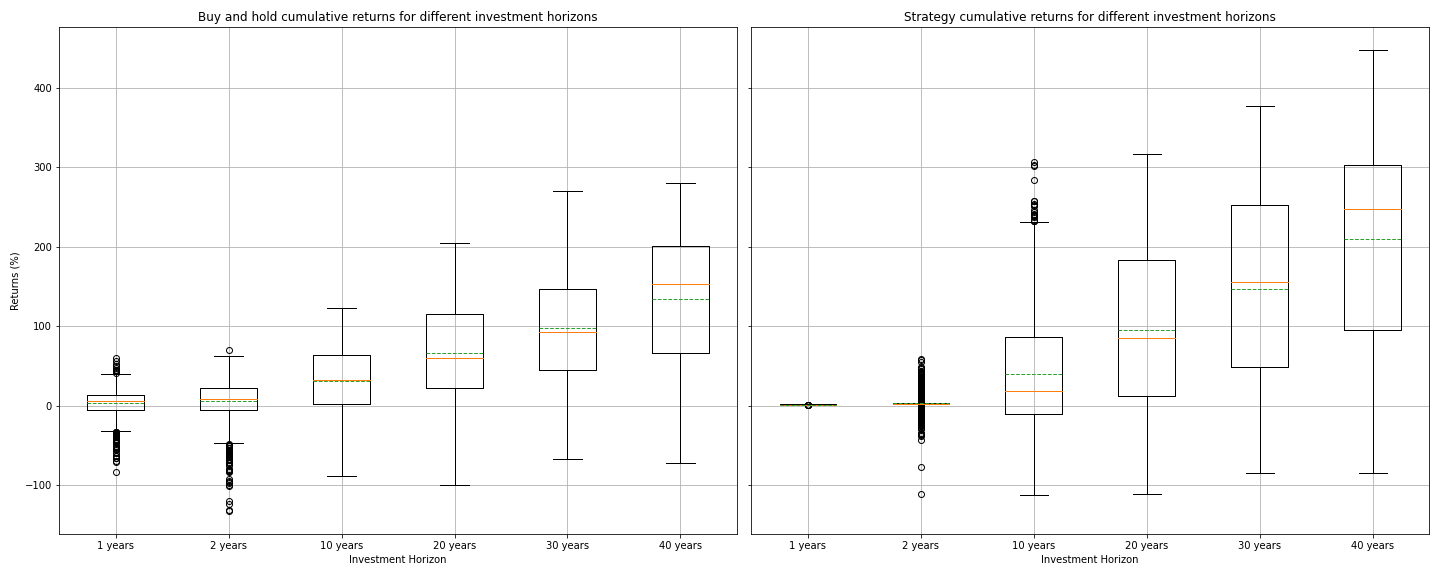 Buy and hold cumulative returns for different investment horizons
Strategy cumulative returns for different investment horizons
Returns (%)
400
300
200
100
0
−100
1 years
2 years
10 years
20 years
30 years
40 years
Investment Horizon
1 years
2 years
10 years
20 years
30 years
40 years
Investment Horizon